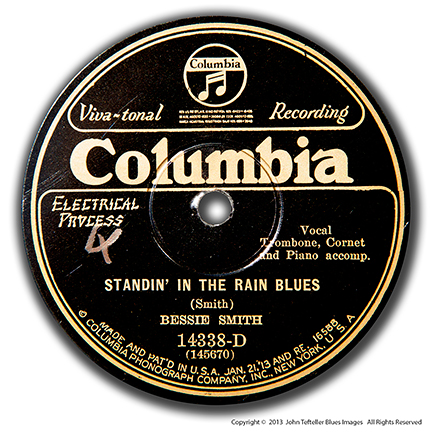 Columbia
Viva-tonal Recording
Columbia
ELECTRICAL
PROCESS
4
Vocal
Trombone, Cornet
and Piano accomp.
STANDIN' IN THE RAIN BLUES
(Smith)
BESSIE SMITH
14338-D
(145670)
MADE AND PAT'D IN U.S.A. JAN. 21,'13 AND RE 16588
© COLUMBIA PHONOGRAPH COMPANY, INC., NEW YORK, U.S.A.
Copyright © 2013 John Tefteller Blues Images All Rights Reserved